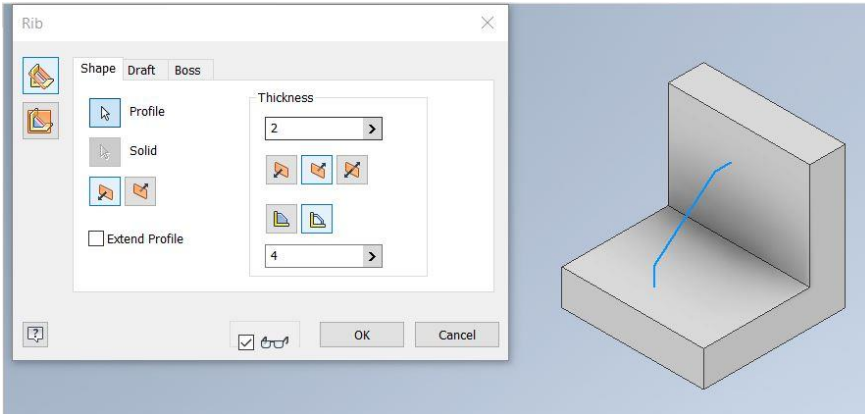 Rib
Shape Draft Boss
Profile
Solid
Extend Profile
Thickness
2
4
OK Cancel